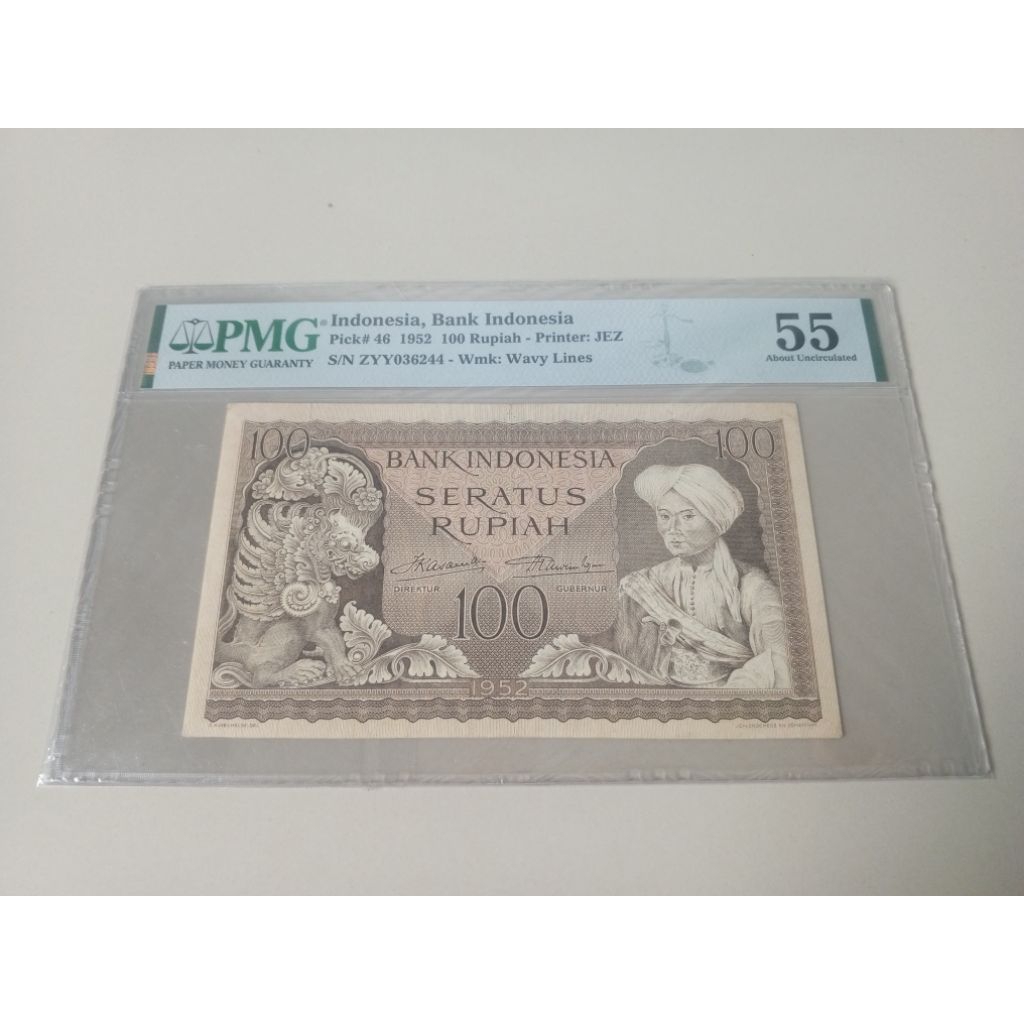 PMG
PAPER MONEY GUARANTY
Indonesia, Bank Indonesia
Pick# 46 1952 100 Rupiah - Printer: JEZ
S/N ZYY036244 - Wmk: Wavy Lines
55
About Uncirculated
100 100
BANK INDONESIA
SERATUS
RUPIAH
DIREKTUR GUBERNUR
100
1952